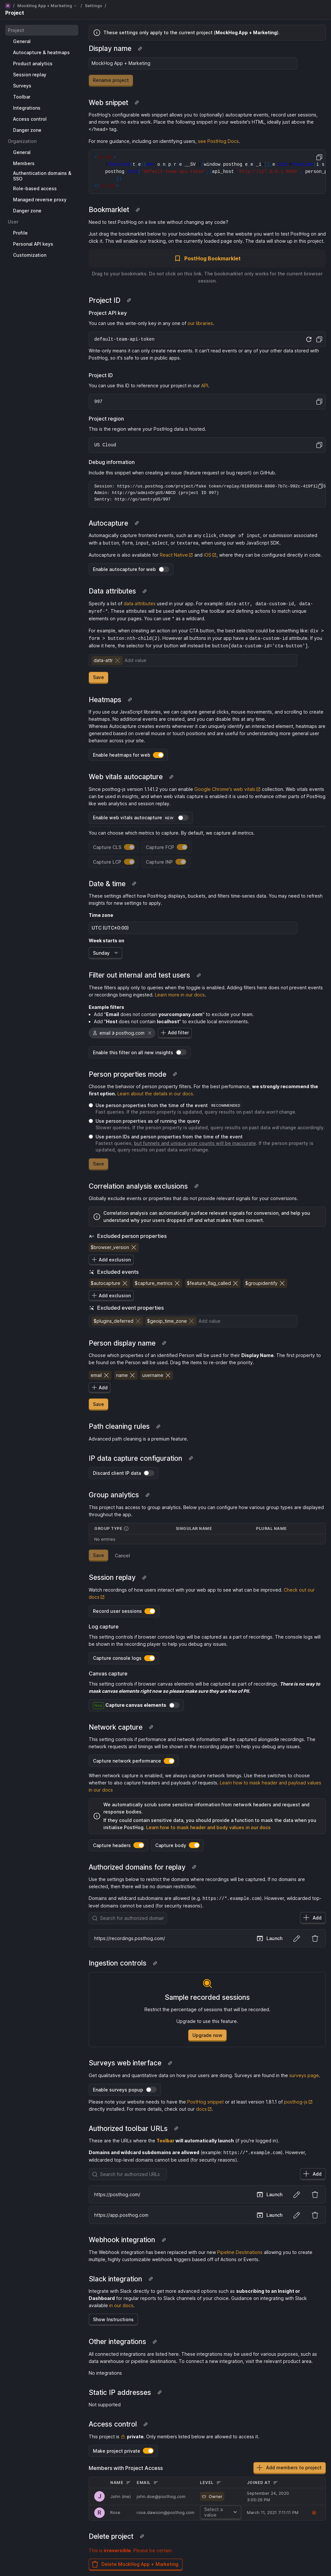 MockHog App + Marketing / Settings /
Project
Project
General
Autocapture & heatmaps
Product analytics
Session replay
Surveys
Toolbar
Integrations
Access control
Danger zone
Organization
General
Members
Authentication domains &
SSO
Role-based access
Managed reverse proxy
Danger zone
User
Profile
Personal API keys
Customization
These settings only apply to the current project (MockHog App + Marketing).
Display name
MockHog App + Marketing
Rename project
Web snippet
PostHog's configurable web snippet allows you to (optionally) autocapture events, record user sessions,
and more with no extra work. Place the following snippet in your website's HTML, ideally just above the
</head> tag.
For more guidance, including on identifying users, see PostHog Docs.
Bookmarklet
Need to test PostHog on a live site without changing any code?
Just drag the bookmarklet below to your bookmarks bar, open the website you want to test PostHog on and
click it. This will enable our tracking, on the currently loaded page only. The data will show up in this project.
PostHog Bookmarklet
Drag to your bookmarks. Do not click on this link. The bookmarklet only works for the current browser
session
Project ID
Project API key
You can use this write-only key in any one of our libraries.
default-team-api-token
Write-only means it can only create new events. It can't read events or any of your other data stored with
PostHog, so it's safe to use in public apps.
Project ID
You can use this ID to reference your project in our API.
997
Project region
This is the region where your PostHog data is hosted.
US Cloud
Debug information
Include this snippet when creating an issue (feature request or bug report) on GitHub.
Admin: http://go/adminOrgUS/ABCD (project ID 997)
Sentry: http://go/sentryUS/997
Autocapture
Automatically capture frontend events, such as any click, change of input, or submission associated
with a button, form, input, select, or textarea, when using our web JavaScript SDK.
Autocapture is also available for React Native and iOS, where they can be configured directly in code.
Enable autocapture for web
Data attributes
Specify a list of data attributes used in your app. For example: data-attr, data-custom-id, data-
myref-*. These attributes will be used when using the toolbar and defining actions to match unique
elements on your pages. You can use * as a wildcard.
For example, when creating an action on your CTA button, the best selector could be something like: div >
form > button:nth-child(2). However, all buttons in your app have a data-custom-id attribute. If you
allow it here, the selector for your button will instead be button[data-custom-id='cta-button'].
data-attr Add value
Save
Heatmaps
If you use our JavaScript libraries, we can capture general clicks, mouse movements, and scrolling to create
heatmaps. No additional events are created, and you can disable this at any time.
Whereas Autocapture creates events whenever it can uniquely identify an interacted element, heatmaps are
generated based on overall mouse or touch positions and are useful for understanding more general user
behavior across your site.
Enable heatmaps for web
Web vitals autocapture
Since posthog-js version 1.141.2 you can enable Google Chrome's web vitals collection. Web vitals events
can be used in insights, and when web vitals capture is enabled it is used to enhance other parts of PostHog
like web analytics and session replay.
Enable web vitals autocapture NEW
You can choose which metrics to capture. By default, we capture all metrics.
Capture CLS Capture FCP
Capture LCP Capture INP
Date & time
These settings affect how PostHog displays, buckets, and filters time-series data. You may need to refresh
insights for new settings to apply.
Time zone
UTC (UTC±0:00)
Week starts on
Sunday
Filter out internal and test users
These filters apply only to queries when the toggle is enabled. Adding filters here does not prevent events
or recordings being ingested. Learn more in our docs.
Example filters
Add "Email does not contain yourcompany.com" to exclude your team.
Add "Host does not contain localhost" to exclude local environments.
email ∌ posthog.com Add filter
Enable this filter on all new insights
Person properties mode
Choose the behavior of person property filters. For the best performance, we strongly recommend the
first option. Learn about the details in our docs.
Use person properties from the time of the event RECOMMENDED
Fast queries. If the person property is updated, query results on past data won't change.
Use person properties as of running the query
Slower queries. If the person property is updated, query results on past data will change accordingly.
Use person IDs and person properties from the time of the event
Fastest queries, but funnels and unique user counts will be inaccurate. If the person property is
updated, query results on past data won't change.
Save
Correlation analysis exclusions
Globally exclude events or properties that do not provide relevant signals for your conversions.
Correlation analysis can automatically surface relevant signals for conversion, and help you
understand why your users dropped off and what makes them convert.
Excluded person properties
$browser_version
Add exclusion
Excluded events
$autocapture $capture_metrics $feature_flag_called $groupidentify
Add exclusion
Excluded event properties
$plugins_deferred $geoip_time_zone Add value
Person display name
Choose which properties of an identified Person will be used for their Display Name. The first property to
be found on the Person will be used. Drag the items to re-order the priority.
email name username
Add
Save
Path cleaning rules
Advanced path cleaning is a premium feature.
IP data capture configuration
Discard client IP data
Group analytics
This project has access to group analytics. Below you can configure how various group types are displayed
throughout the app.
GROUP TYPE SINGULAR NAME PLURAL NAME
No entries
Save Cancel
Session replay
Watch recordings of how users interact with your web app to see what can be improved. Check out our
docs
Record user sessions
Log capture
This setting controls if browser console logs will be captured as a part of recordings. The console logs will
be shown in the recording player to help you debug any issues.
Capture console logs
Canvas capture
This setting controls if browser canvas elements will be captured as part of recordings. There is no way to
mask canvas elements right now so please make sure they are free of PII.
Capture canvas elements
Network capture
This setting controls if performance and network information will be captured alongside recordings. The
network requests and timings will be shown in the recording player to help you debug any issues.
Capture network performance
When network capture is enabled, we always capture network timings. Use these switches to choose
whether to also capture headers and payloads of requests. Learn how to mask header and payload values
in our docs
We automatically scrub some sensitive information from network headers and request and
response bodies.
If they could contain sensitive data, you should provide a function to mask the data when you
initialise PostHog. Learn how to mask header and body values in our docs
Capture headers Capture body
Authorized domains for replay
Use the settings below to restrict the domains where recordings will be captured. If no domains are
selected, then there will be no domain restriction.
Domains and wildcard subdomains are allowed (e.g. https://*.example.com). However, wildcarded top-
level domains cannot be used (for security reasons).
Search for authorized domain Add
https://recordings.posthog.com/ Launch
Ingestion controls
Sample recorded sessions
Restrict the percentage of sessions that will be recorded.
Upgrade to use this feature.
Upgrade now
Surveys web interface
Get qualitative and quantitative data on how your users are doing. Surveys are found in the surveys page.
Enable surveys popup
Please note your website needs to have the PostHog snippet or at least version 1.81.1 of posthog-js
directly installed. For more details, check out our docs.
Authorized toolbar URLs
These are the URLs where the Toolbar will automatically launch (if you're logged in).
Domains and wildcard subdomains are allowed (example: https://*.example.com). However,
wildcarded top-level domains cannot be used (for security reasons).
Search for authorized URLs Add
https://posthog.com/ Launch
https://app.posthog.com Launch
Webhook integration
The Webhook integration has been replaced with our new Pipeline Destinations allowing you to create
multiple, highly customizable webhook triggers based off of Actions or Events.
Slack integration
Integrate with Slack directly to get more advanced options such as subscribing to an Insight or
Dashboard for regular reports to Slack channels of your choice. Guidance on integrating with Slack
available in our docs.
Show Instructions
Other integrations
All connected integrations are listed here. These integrations may be used for various purposes, such as
data warehouse or pipeline destinations. To connect a new integration, visit the relevant product area.
No integrations
Static IP addresses
Not supported
Access control
This project is private. Only members listed below are allowed to access it.
Make project private
Members with Project Access Add members to project
NAME EMAIL LEVEL JOINED AT
J John john.doe@posthog.com Owner
R Rose rose.dawson@posthog.com Select a value March 11, 2021 7:11:11 PM
Delete project
This is irreversible. Please be certain.
Delete MockHog App + Marketing